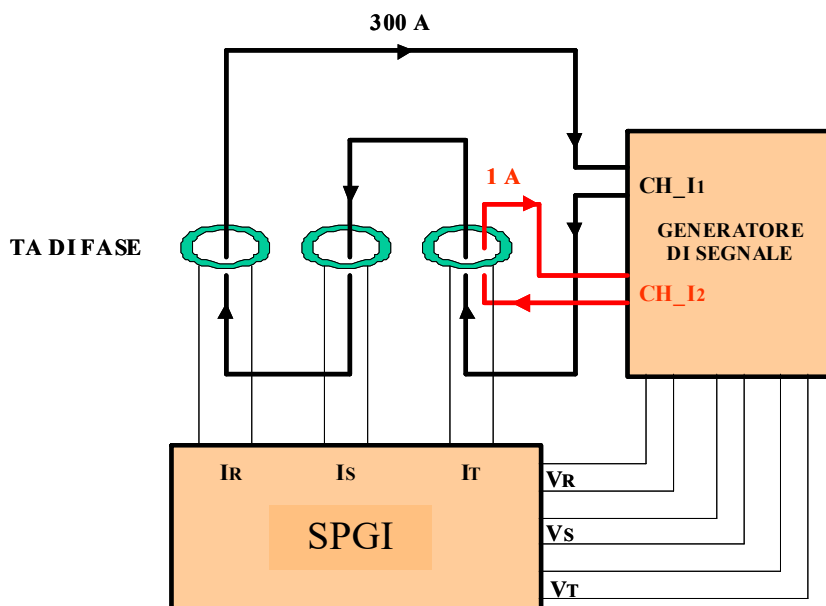 300 A
1 A
CH_I1
GENERATORE
DI SEGNALE
TA DI FASE
CH_I2
IR IS IT
VR
SPGI
VS
VT